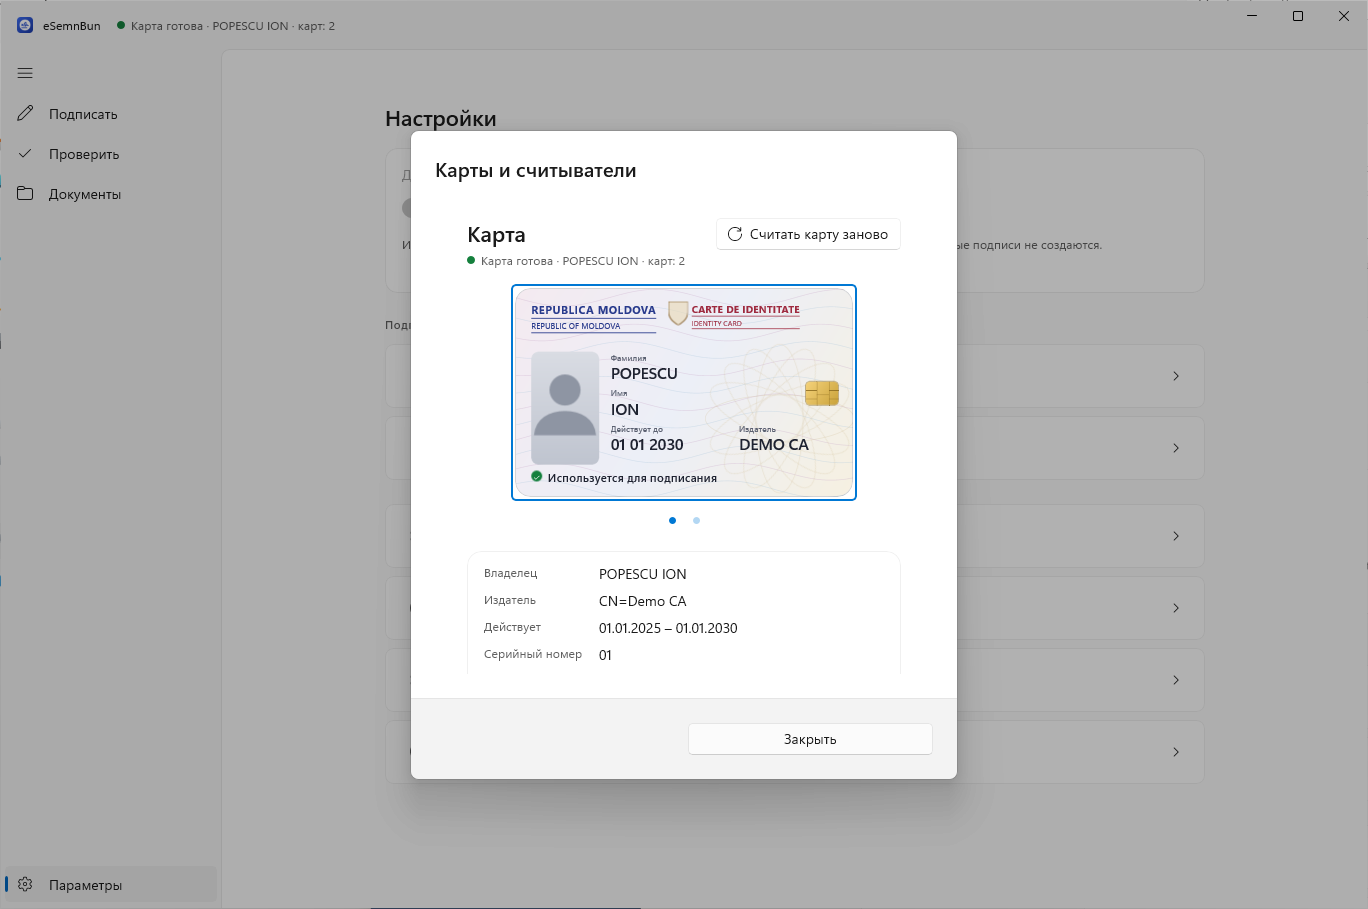 eSemnBun
Карта готова · POPESCU ION · карт: 2
Подписать
Проверить
Документы
Настройки
ые подписи не создаются.
Карты и считыватели
Карта
Считать карту заново
Карта готова · POPESCU ION · карт: 2
REPUBLICA MOLDOVA
REPUBLIC OF MOLDOVA
CARTE DE IDENTITATE
IDENTITY CARD
Фамилия
POPESCU
Имя
ION
Действует до
01 01 2030
Издатель
DEMO CA
Используется для подписания
Владелец
POPESCU ION
Издатель
CN=Demo CA
Действует
01.01.2025 – 01.01.2030
Серийный номер
01
Закрыть
Параметры